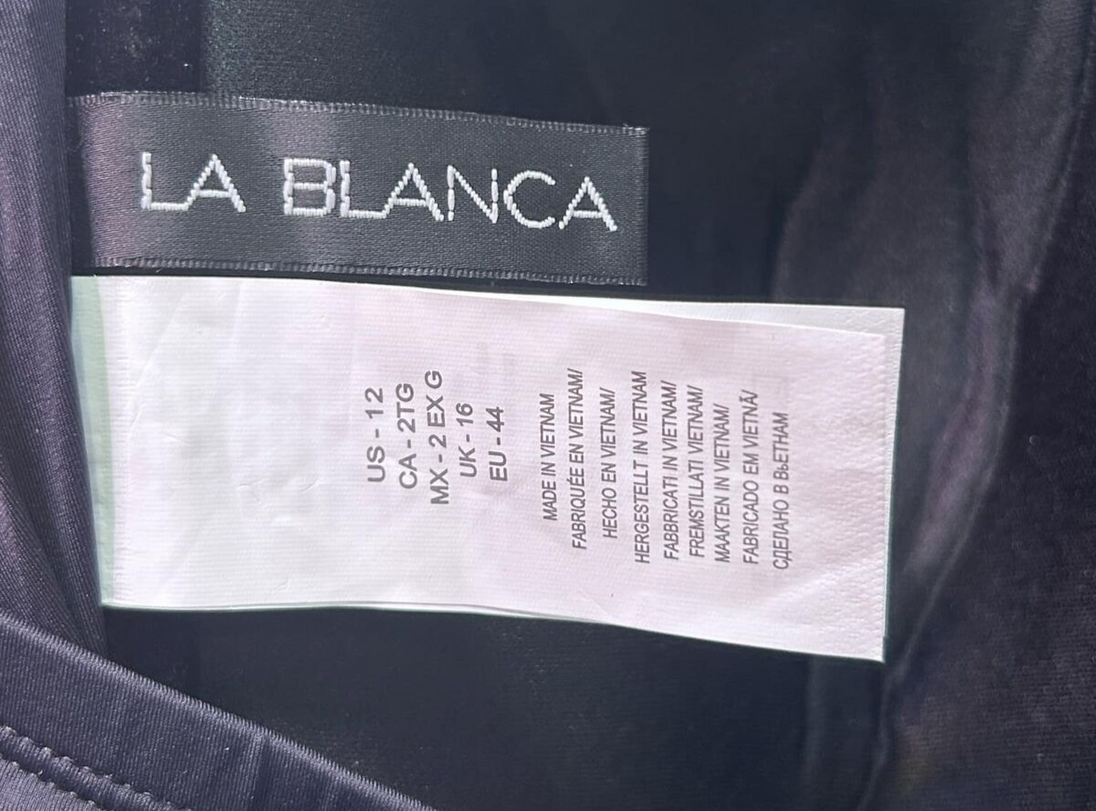 LA BLANCA
US - 12
CA - 2TG
MX - 2 EX G
UK - 16
EU - 44
MADE IN VIETNAM
FABRIQUÉE EN VIETNAM/
HECHO EN VIETNAM/
HERGESTELLT IN VIETNAM
FABBRICATI IN VIETNAM/
FREMSTILLATI VIETNAM/
MAAKTEN IN VIETNAM/
FABRICADO EM VIETNÃ/
СДЕЛАНО В ВЬЕТНАМ